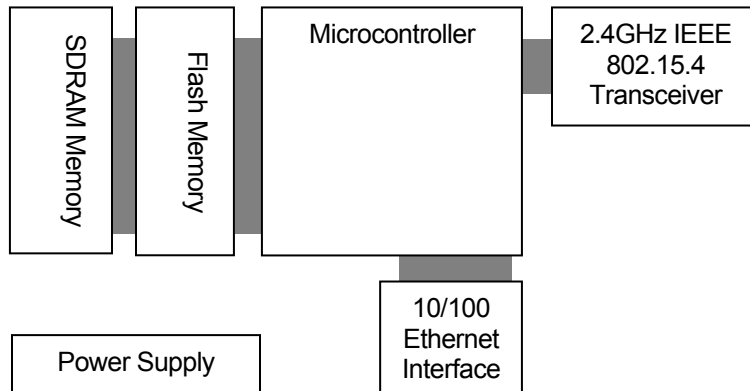 SDRAM Memory
Flash Memory
Microcontroller
2.4GHz IEEE
802.15.4
Transceiver
10/100
Ethernet
Interface
Power Supply